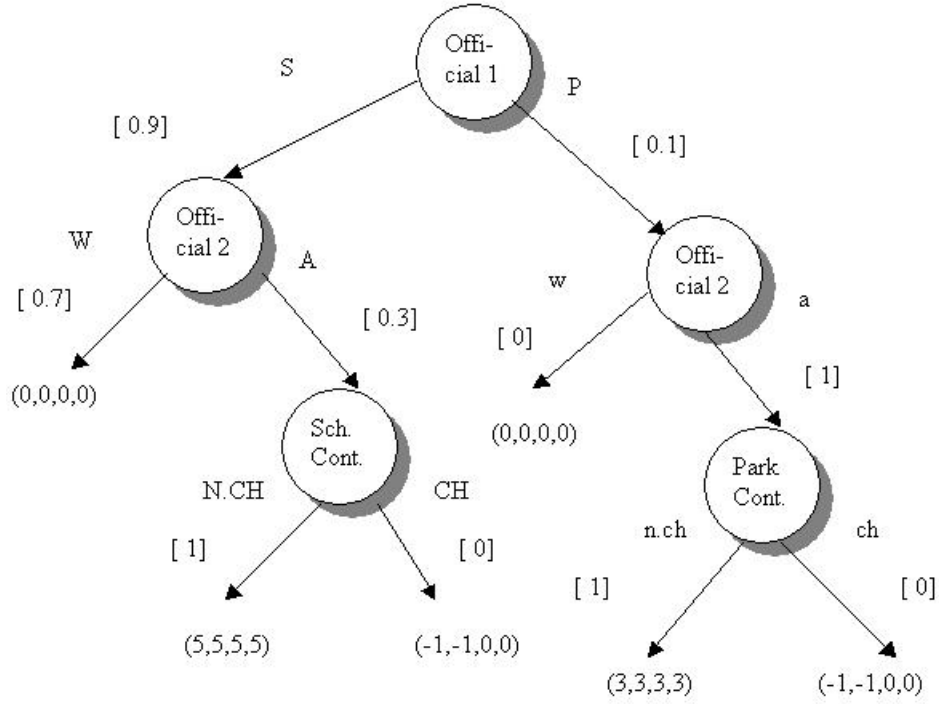 Offi-
cial 1
S
P
[ 0.9]
[ 0.1]
Offi-
cial 2
W
A
Offi-
cial 2
w
a
[ 0.7]
[ 0.3]
[ 0]
[ 1]
(0,0,0,0)
(0,0,0,0)
Sch.
Cont.
N.CH
CH
Park
Cont.
n.ch
ch
[ 1]
[ 0]
[ 1]
[ 0]
(5,5,5,5)
(-1,-1,0,0)
(3,3,3,3)
(-1,-1,0,0)